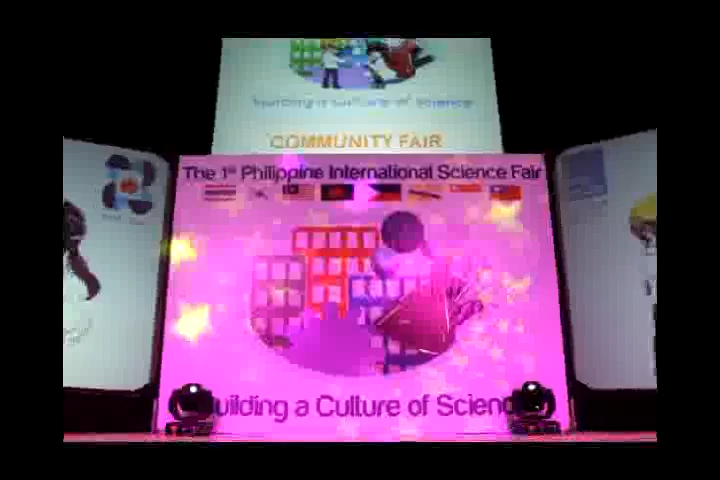 building a culture of science
COMMUNITY FAIR
The 1st Philippine International Science Fair
uilding a Culture of Scienc